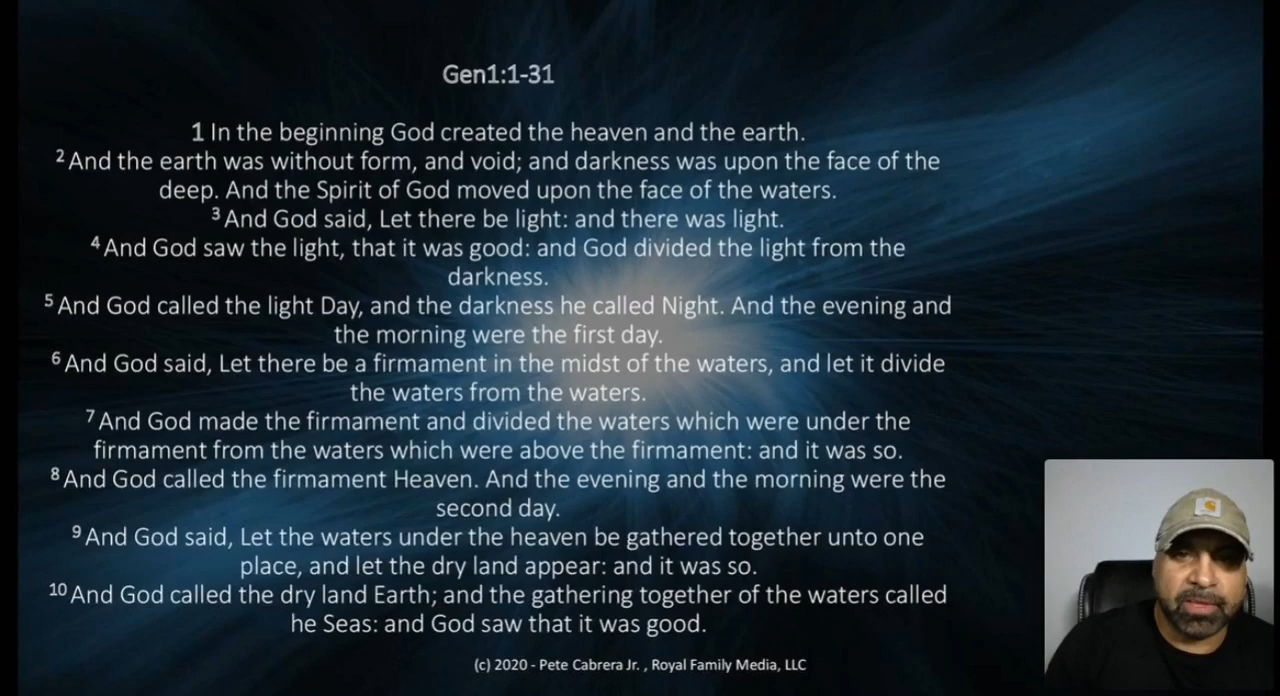 Gen1:1-31
1 In the beginning God created the heaven and the earth.
2 And the earth was without form, and void; and darkness was upon the face of the
deep. And the Spirit of God moved upon the face of the waters.
3 And God said, Let there be light: and there was light.
4 And God saw the light, that it was good: and God divided the light from the
darkness.
5 And God called the light Day, and the darkness he called Night. And the evening and
the morning were the first day.
6 And God said, Let there be a firmament in the midst of the waters, and let it divide
the waters from the waters.
7 And God made the firmament and divided the waters which were under the
firmament from the waters which were above the firmament: and it was so.
8 And God called the firmament Heaven. And the evening and the morning were the
second day.
9 And God said, Let the waters under the heaven be gathered together unto one
place, and let the dry land appear: and it was so.
10 And God called the dry land Earth; and the gathering together of the waters called
he Seas: and God saw that it was good.
(c) 2020 - Pete Cabrera Jr. , Royal Family Media, LLC